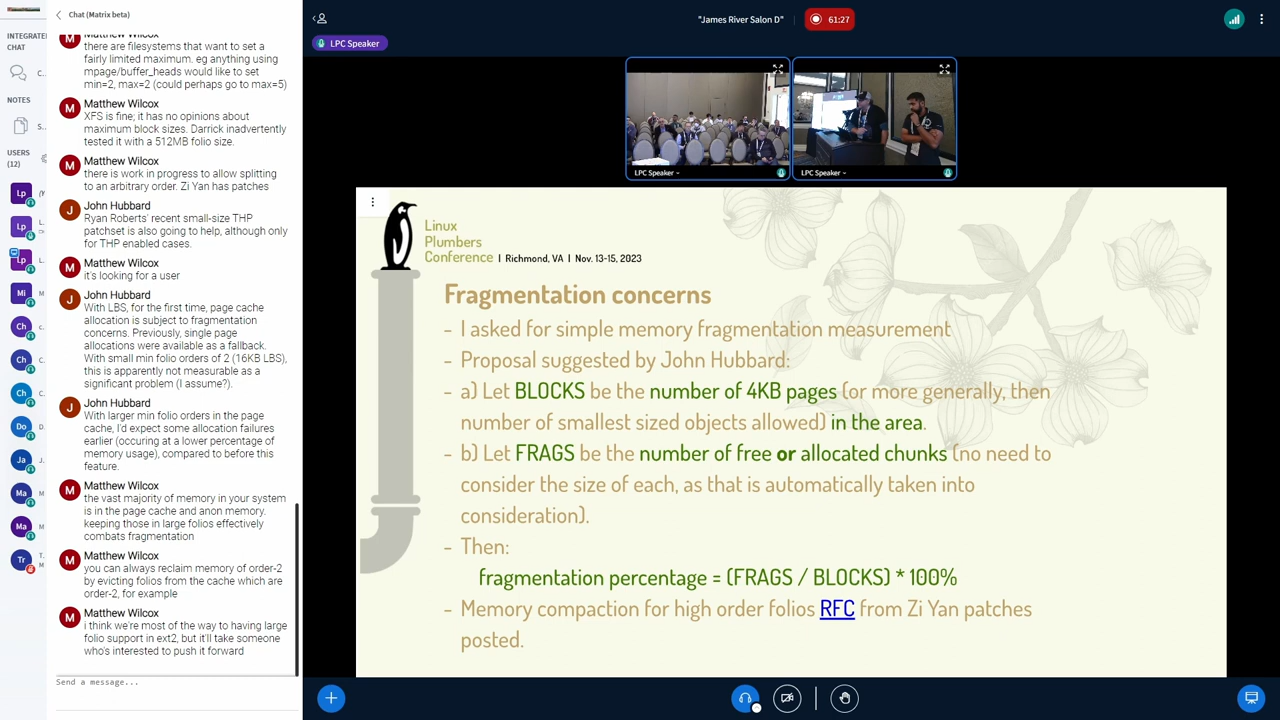 Chat (Matrix beta)
INTEGRATE
CHAT
C..
NOTES
S...
USERS
(12)
Lp
Lp
Lp
Mi
Ch
Ch
Ch
Do
Ja
Ma
Ma
Tr
Matthew Wilcox
there are filesystems that want to set a
fairly limited maximum. eg anything using
mpage/buffer_heads would like to set
min=2, max=2 (could perhaps go to max=5)
Matthew Wilcox
XFS is fine; it has no opinions about
maximum block sizes. Darrick inadvertently
tested it with a 512MB folio size.
Matthew Wilcox
there is work in progress to allow splitting
to an arbitrary order. Zi Yan has patches
John Hubbard
Ryan Roberts' recent small-size THP
patchset is also going to help, although only
for THP enabled cases.
Matthew Wilcox
it's looking for a user
John Hubbard
With LBS, for the first time, page cache
allocation is subject to fragmentation
concerns. Previously, single page
allocations were available as a fallback.
With small min folio orders of 2 (16KB LBS),
this is apparently not measurable as a
significant problem (I assume?).
John Hubbard
With larger min folio orders in the page
cache, I'd expect some allocation failures
earlier (occuring at a lower percentage of
memory usage), compared to before this
feature.
Matthew Wilcox
the vast majority of memory in your system
is in the page cache and anon memory.
keeping those in large folios effectively
combats fragmentation
Matthew Wilcox
you can always reclaim memory of order-2
by evicting folios from the cache which are
order-2, for example
Matthew Wilcox
i think we're most of the way to having large
folio support in ext2, but it'll take someone
who's interested to push it forward
Send a message...
"James River Salon D"
61:27
LPC Speaker
LPC Speaker
LPC Speaker
Linux
Plumbers
Conference | Richmond, VA | Nov. 13-15, 2023
Fragmentation concerns
- I asked for simple memory fragmentation measurement
- Proposal suggested by John Hubbard:
- a) Let BLOCKS be the number of 4KB pages (or more generally, then
number of smallest sized objects allowed) in the area.
- b) Let FRAGS be the number of free or allocated chunks (no need to
consider the size of each, as that is automatically taken into
consideration).
- Then:
fragmentation percentage = (FRAGS / BLOCKS) * 100%
- Memory compaction for high order folios RFC from Zi Yan patches
posted.